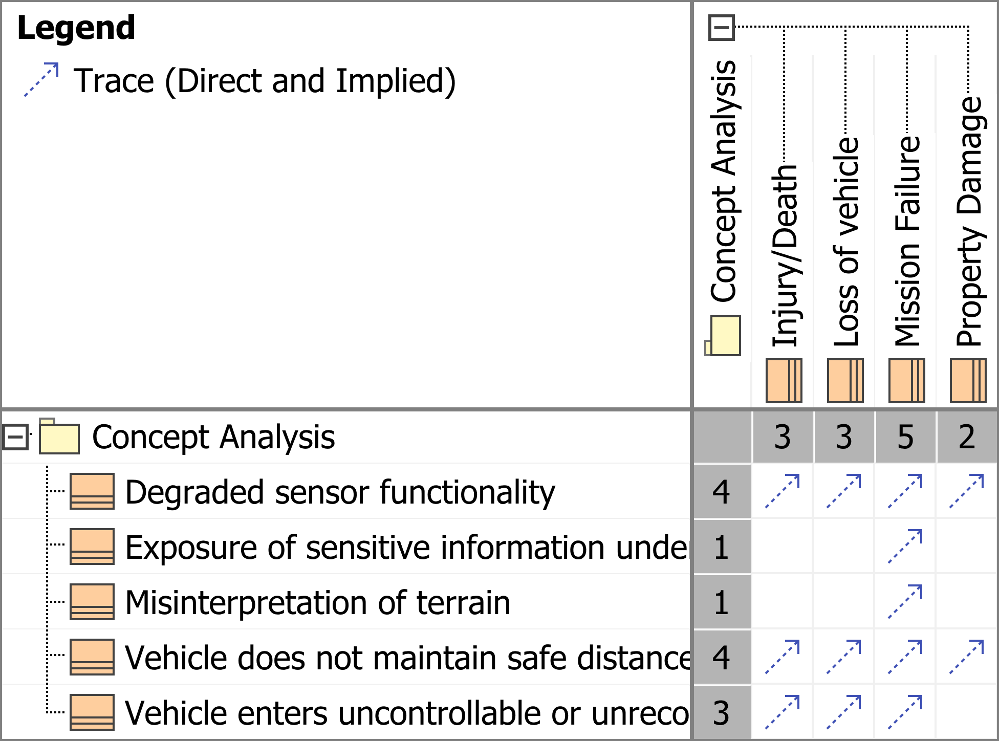 Legend
Trace (Direct and Implied)
Concept Analysis
Injury/Death
Loss of vehicle
Mission Failure
Property Damage
Concept Analysis 3 3 5 2
Degraded sensor functionality 4
Exposure of sensitive information unde 1
Misinterpretation of terrain 1
Vehicle does not maintain safe distance 4
Vehicle enters uncontrollable or unreco 3